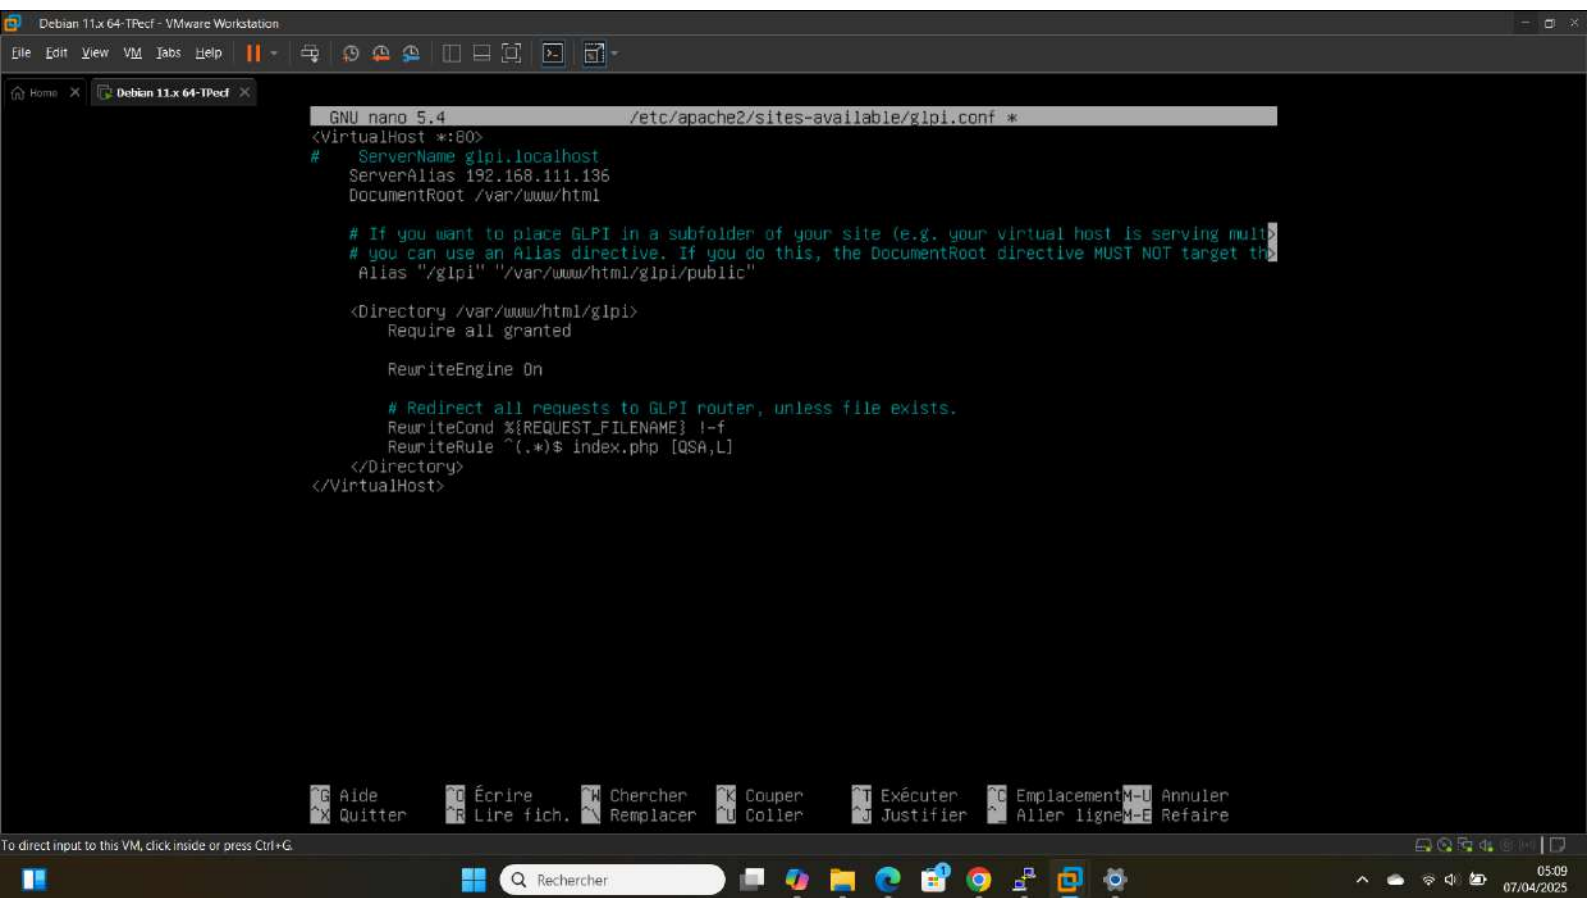 Debian 11.x 64-TPecf - VMware Workstation
File Edit View VM Tabs Help
Home Debian 11.x 64-TPecf
GNU nano 5.4 /etc/apache2/sites-available/glpi.conf *
<VirtualHost *:80>
# ServerName glpi.localhost
ServerAlias 192.168.111.136
DocumentRoot /var/www/html
# If you want to place GLPI in a subfolder of your site (e.g. your virtual host is serving mult>
# you can use an Alias directive. If you do this, the DocumentRoot directive MUST NOT target th>
Alias "/glpi" "/var/www/html/glpi/public"
<Directory /var/www/html/glpi>
Require all granted
RewriteEngine On
# Redirect all requests to GLPI router, unless file exists.
RewriteCond %{REQUEST_FILENAME} !-f
RewriteRule ^(.*)$ index.php [QSA,L]
</Directory>
</VirtualHost>
^G Aide ^O Écrire ^W Chercher ^K Couper ^T Exécuter ^C Emplacement M-U Annuler
^X Quitter ^R Lire fich. ^\ Remplacer ^U Coller ^J Justifier ^_ Aller ligne M-E Refaire
To direct input to this VM, click inside or press Ctrl+G.
Rechercher
1
05:09
07/04/2025